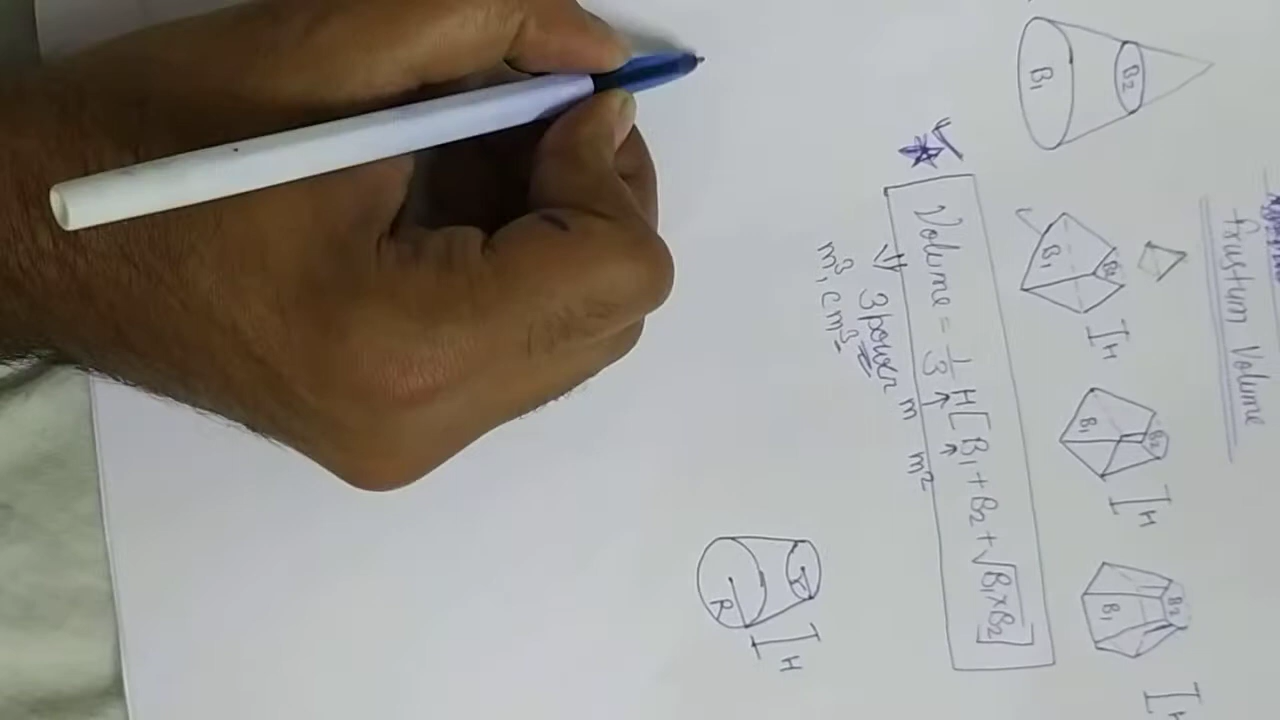 frustum Volume
B1
B2
B1
B2
H
B1
B2
H
B1
B2
H
Volume = 1/3 H [B1 + B2 + √B1×B2]
3 power m m²
m³, cm³
R
r
H